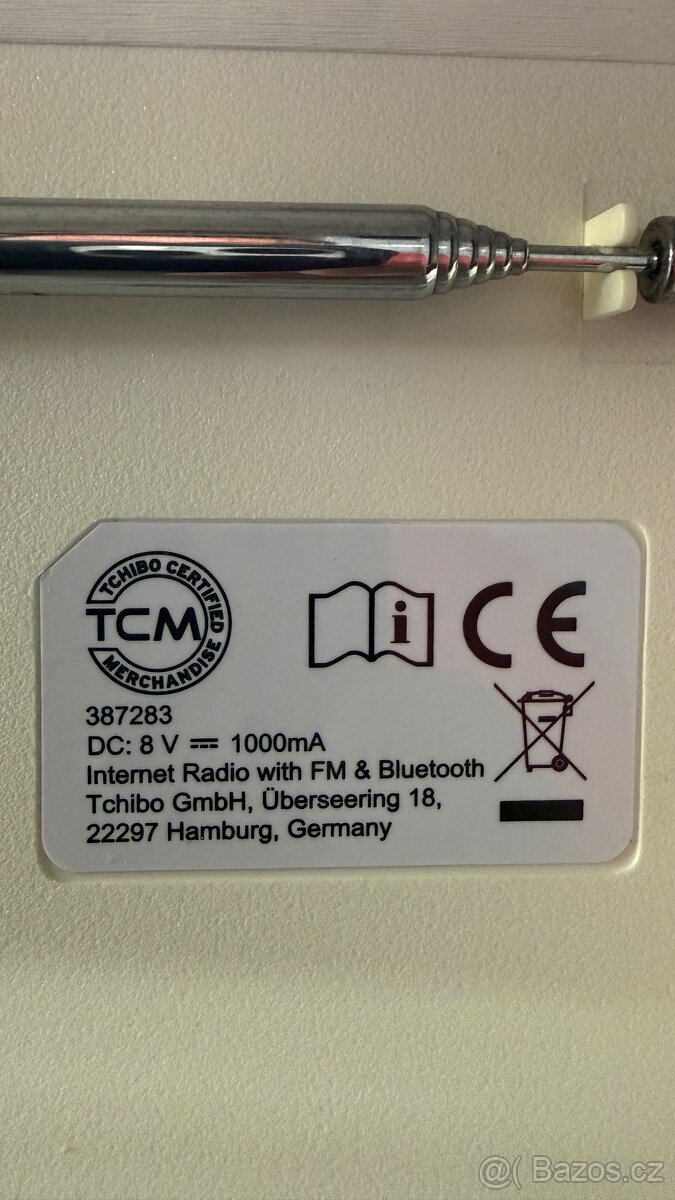 TCHIBO CERTIFIED
TCM
MERCHANDISE
387283
DC: 8 V ⎓ 1000mA
Internet Radio with FM & Bluetooth
Tchibo GmbH, Überseering 18,
22297 Hamburg, Germany
i
CE
@( Bazos.cz